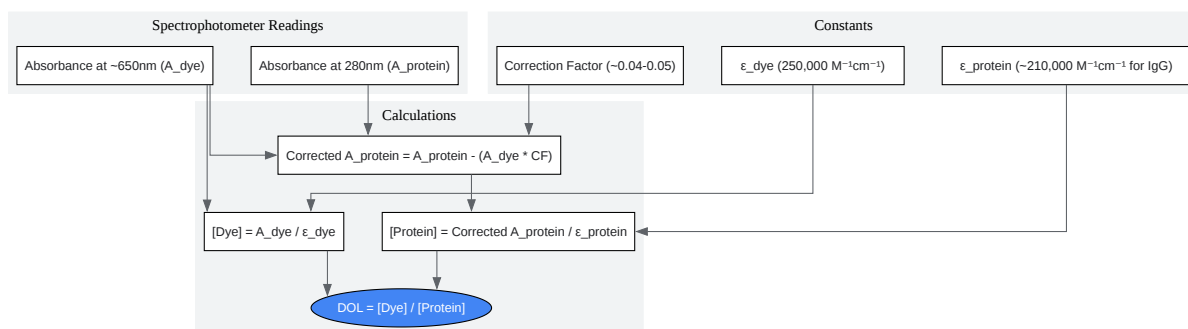 Spectrophotometer Readings
Constants
Absorbance at ~650nm (A_dye)
Absorbance at 280nm (A_protein)
Correction Factor (~0.04-0.05)
ε_dye (250,000 M⁻¹cm⁻¹)
ε_protein (~210,000 M⁻¹cm⁻¹ for IgG)
Calculations
Corrected A_protein = A_protein - (A_dye * CF)
[Dye] = A_dye / ε_dye
[Protein] = Corrected A_protein / ε_protein
DOL = [Dye] / [Protein]